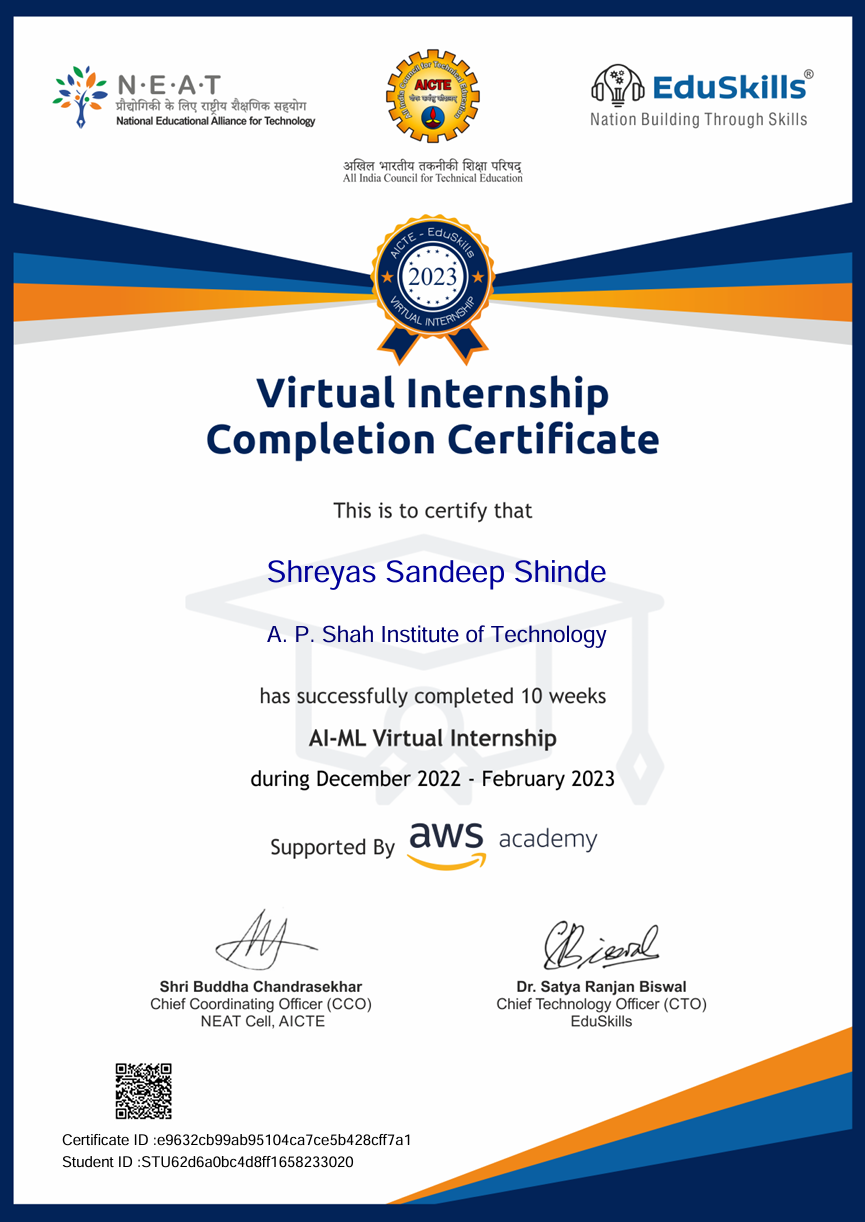 N·E·A·T
प्रौद्योगिकी के लिए राष्ट्रीय शैक्षणिक सहयोग
National Educational Alliance for Technology
All India Council for Technical Education
AICTE
अखिल भारतीय तकनीकी शिक्षा परिषद्
All India Council for Technical Education
EduSkills®
Nation Building Through Skills
AICTE - EduSkills
2023
VIRTUAL INTERNSHIP
Virtual Internship
Completion Certificate
This is to certify that
Shreyas Sandeep Shinde
A. P. Shah Institute of Technology
has successfully completed 10 weeks
AI-ML Virtual Internship
during December 2022 - February 2023
Supported By aws academy
Biswal
Shri Buddha Chandrasekhar
Chief Coordinating Officer (CCO)
NEAT Cell, AICTE
Dr. Satya Ranjan Biswal
Chief Technology Officer (CTO)
EduSkills
Certificate ID :e9632cb99ab95104ca7ce5b428cff7a1
Student ID :STU62d6a0bc4d8ff1658233020